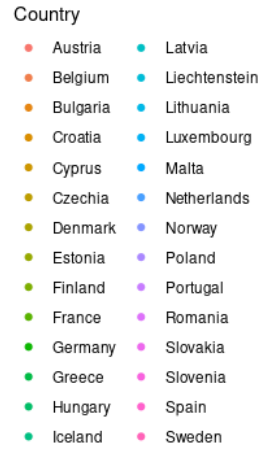 Country
Austria
Belgium
Bulgaria
Croatia
Cyprus
Czechia
Denmark
Estonia
Finland
France
Germany
Greece
Hungary
Iceland
Latvia
Liechtenstein
Lithuania
Luxembourg
Malta
Netherlands
Norway
Poland
Portugal
Romania
Slovakia
Slovenia
Spain
Sweden